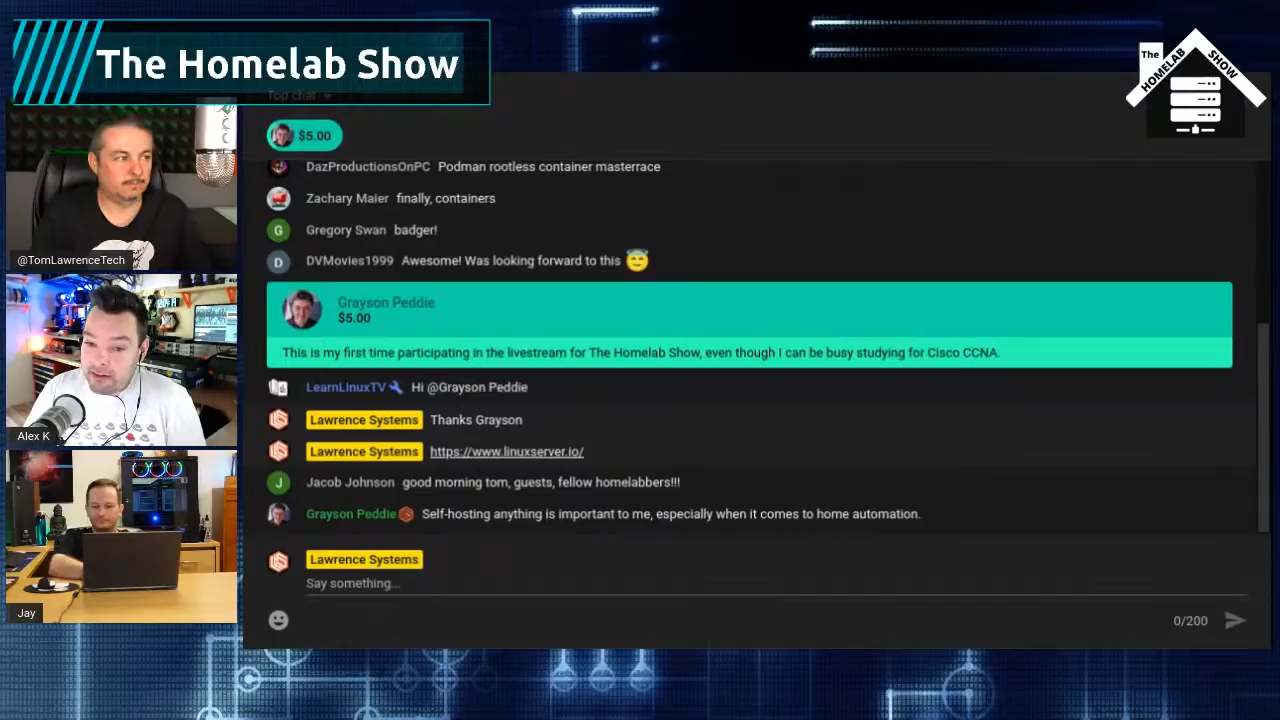 The Homelab Show
The
HOMELAB
SHOW
Top chat
$5.00
DazProductionsOnPC Podman rootless container masterrace
Zachary Maier finally, containers
G Gregory Swan badger!
D DVMovies1999 Awesome! Was looking forward to this 😇
Grayson Peddie
$5.00
This is my first time participating in the livestream for The Homelab Show, even though I can be busy studying for Cisco CCNA.
LearnLinuxTV Hi @Grayson Peddie
Lawrence Systems Thanks Grayson
Lawrence Systems https://www.linuxserver.io/
J Jacob Johnson good morning tom, guests, fellow homelabbers!!!
Grayson Peddie Self-hosting anything is important to me, especially when it comes to home automation.
Lawrence Systems
Say something...
0/200
@TomLawrenceTech
Alex K
Jay